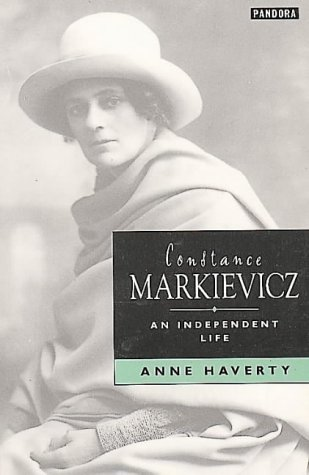 PANDORA
Constance
MARKIEVICZ
AN INDEPENDENT
LIFE
ANNE HAVERTY